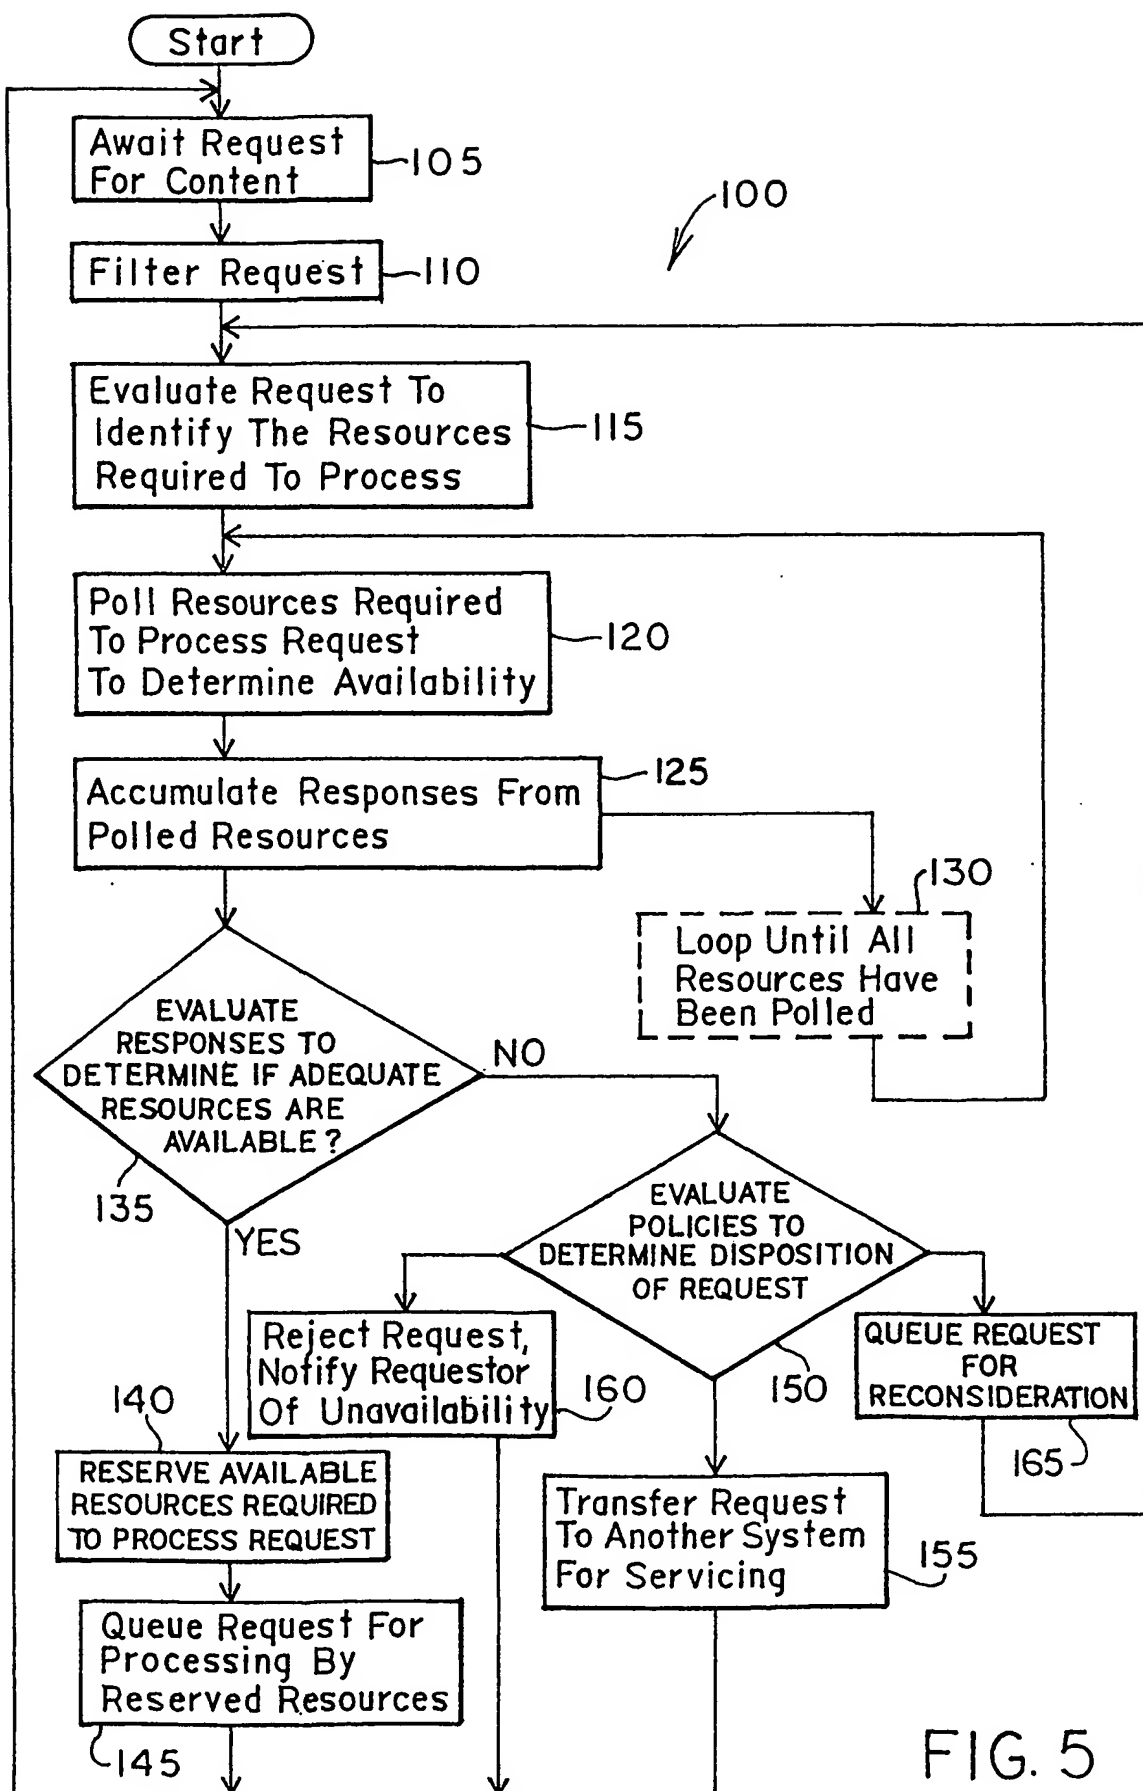 Start
Await Request
For Content
105
100
Filter Request
110
Evaluate Request To
Identify The Resources
Required To Process
115
Poll Resources Required
To Process Request
To Determine Availability
120
Accumulate Responses From
Polled Resources
125
130
Loop Until All
Resources Have
Been Polled
EVALUATE
RESPONSES TO
DETERMINE IF ADEQUATE
RESOURCES ARE
AVAILABLE?
135
NO
YES
EVALUATE
POLICIES TO
DETERMINE DISPOSITION
OF REQUEST
150
Reject Request,
Notify Requestor
Of Unavailability
160
QUEUE REQUEST
FOR
RECONSIDERATION
165
140
RESERVE AVAILABLE
RESOURCES REQUIRED
TO PROCESS REQUEST
Transfer Request
To Another System
For Servicing
155
Queue Request For
Processing By
Reserved Resources
145
FIG. 5